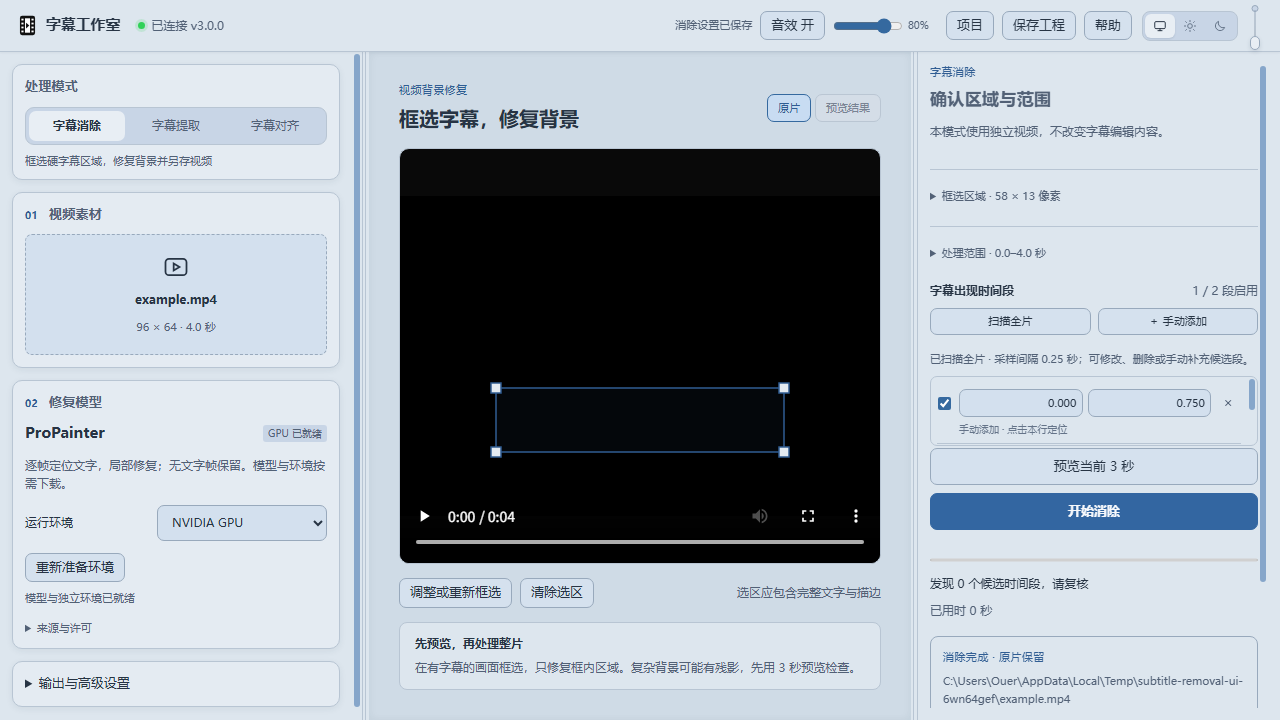 字幕工作室
已连接 v3.0.0
消除设置已保存
音效 开
80%
项目
保存工程
帮助
处理模式
字幕消除
字幕提取
字幕对齐
框选硬字幕区域，修复背景并另存视频
01 视频素材
example.mp4
96 × 64 · 4.0 秒
02 修复模型
ProPainter
GPU 已就绪
逐帧定位文字，局部修复；无文字帧保留。模型与环境按
需下载。
运行环境
NVIDIA GPU
重新准备环境
模型与独立环境已就绪
来源与许可
输出与高级设置
视频背景修复
框选字幕，修复背景
原片
预览结果
0:00 / 0:04
调整或重新框选
清除选区
选区应包含完整文字与描边
先预览，再处理整片
在有字幕的画面框选，只修复框内区域。复杂背景可能有残影，先用 3 秒预览检查。
字幕消除
确认区域与范围
本模式使用独立视频，不改变字幕编辑内容。
框选区域 · 58 × 13 像素
处理范围 · 0.0–4.0 秒
字幕出现时间段
1 / 2 段启用
扫描全片
+ 手动添加
已扫描全片 · 采样间隔 0.25 秒；可修改、删除或手动补充候选段。
0.000
0.750
×
手动添加 · 点击本行定位
预览当前 3 秒
开始消除
发现 0 个候选时间段，请复核
已用时 0 秒
消除完成 · 原片保留
C:\Users\Ouer\AppData\Local\Temp\subtitle-removal-ui-
6wn64gef\example.mp4